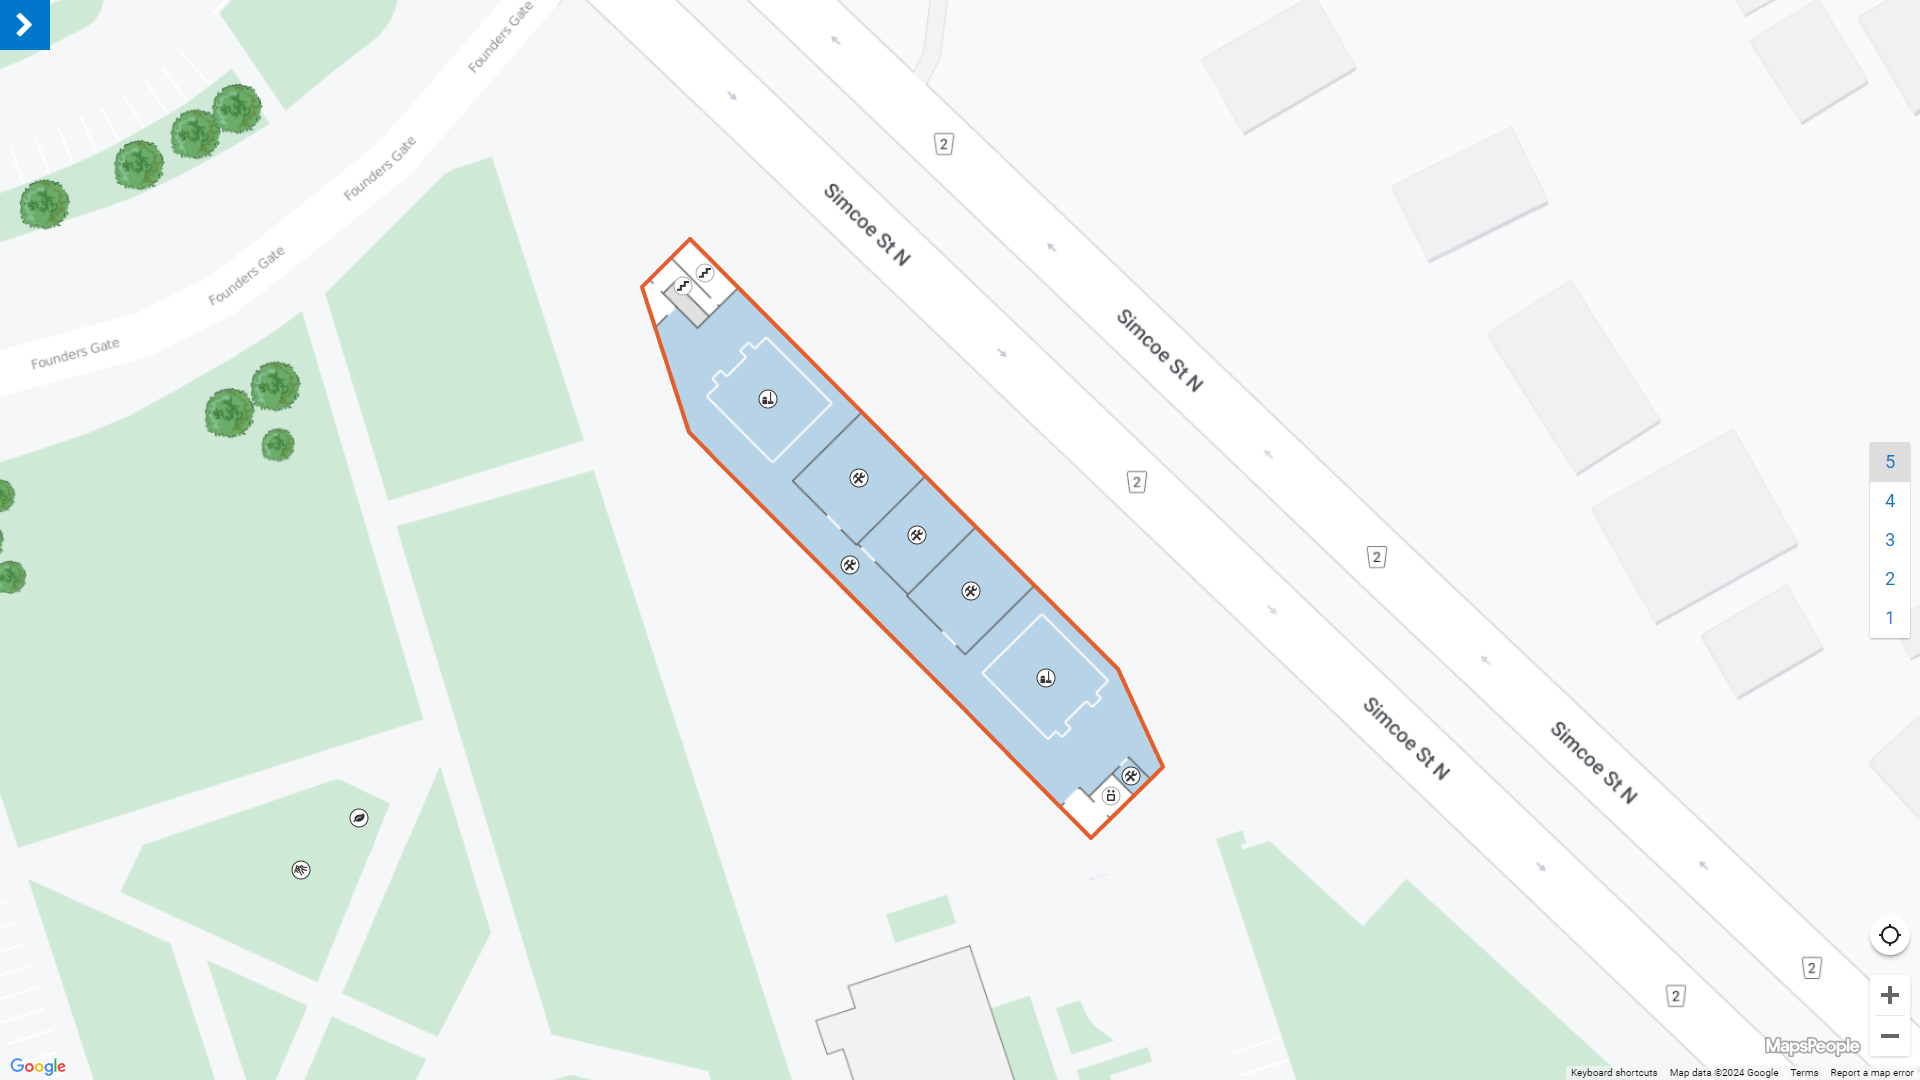 Founders Gate
Founders Gate
Founders Gate
Founders Gate
2
Simcoe St N
Simcoe St N
2
2
5
4
3
2
1
Simcoe St N
Simcoe St N
2
2
MapsPeople
Google
Keyboard shortcuts
Map data ©2024 Google
Terms
Report a map error